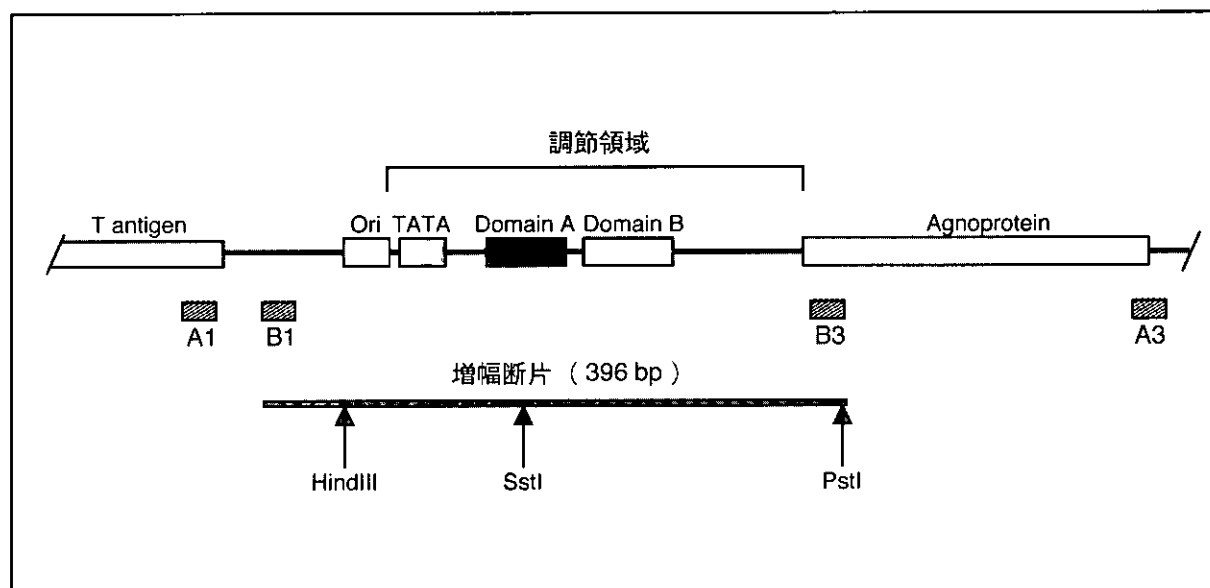 調節領域
T antigen Ori TATA Domain A Domain B Agnoprotein
A1 B1 B3 A3
増幅断片 ( 396 bp )
HindIII SstI PstI